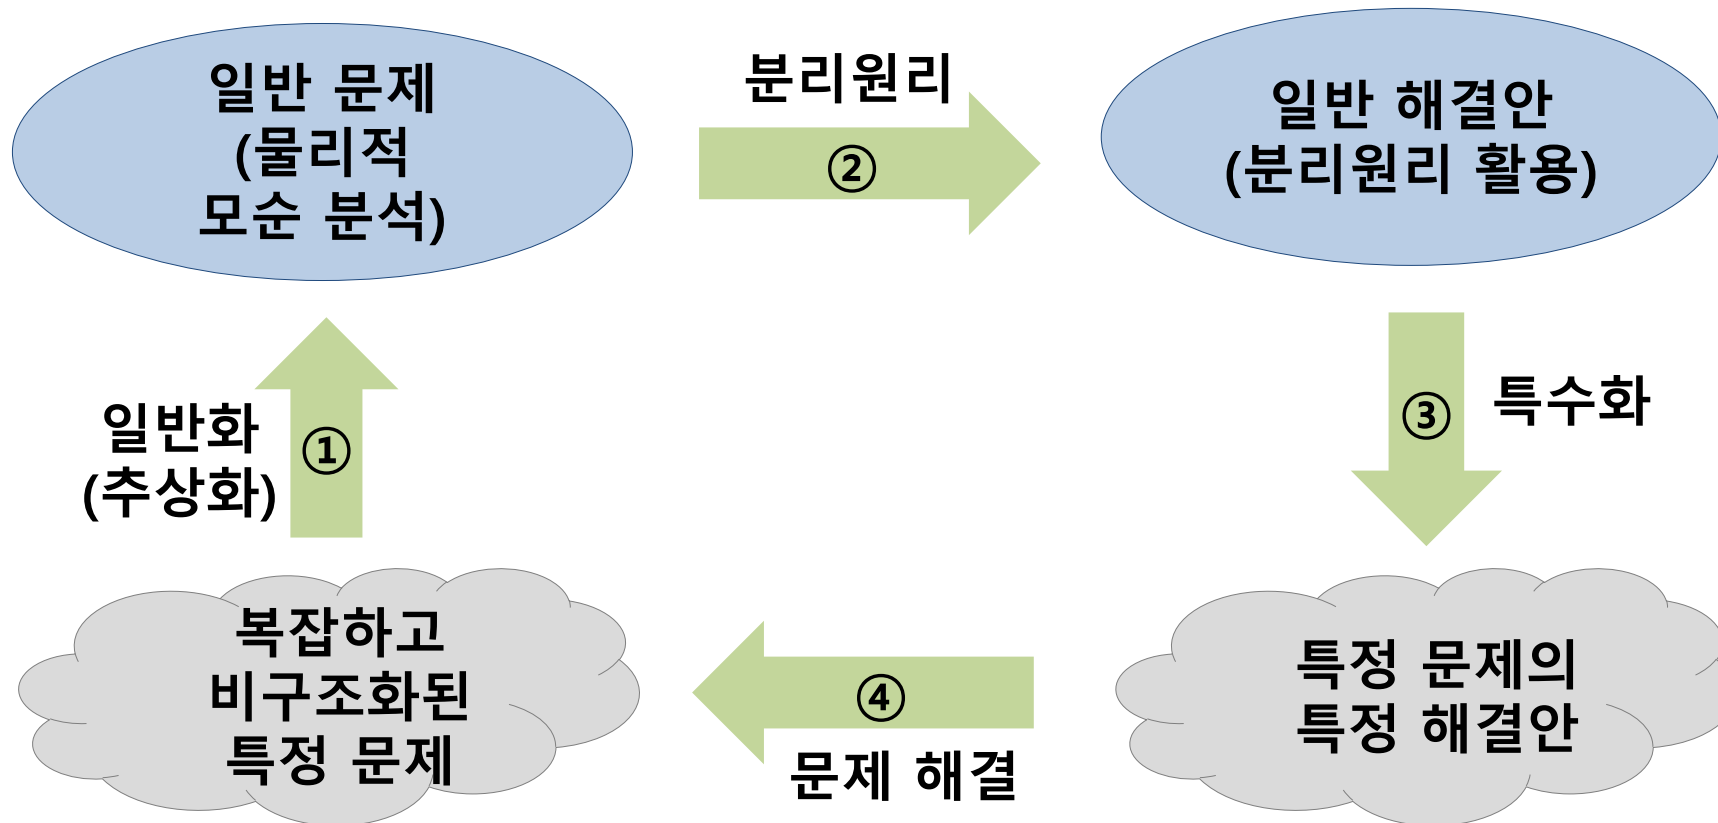 일반 문제
(물리적
모순 분석)
분리원리
②
일반 해결안
(분리원리 활용)
일반화
(추상화)
①
③
특수화
복잡하고
비구조화된
특정 문제
④
문제 해결
특정 문제의
특정 해결안